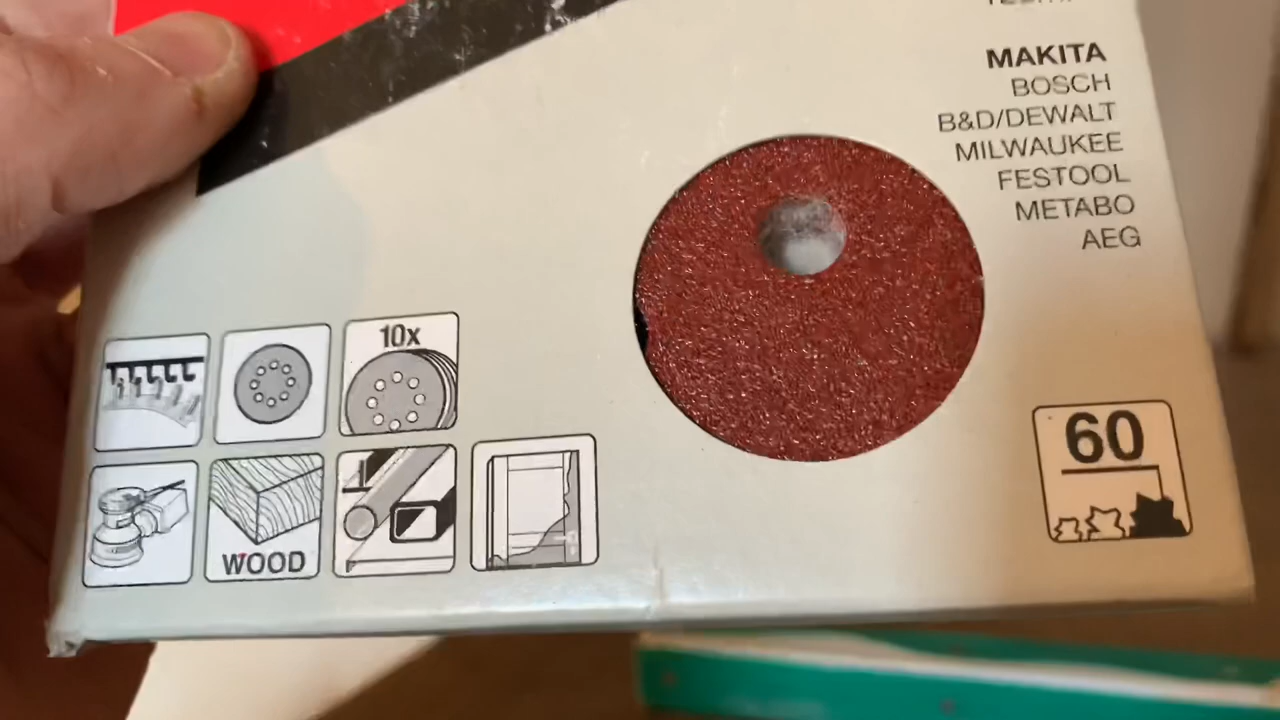 MAKITA
BOSCH
B&D/DEWALT
MILWAUKEE
FESTOOL
METABO
AEG
10x
WOOD
60